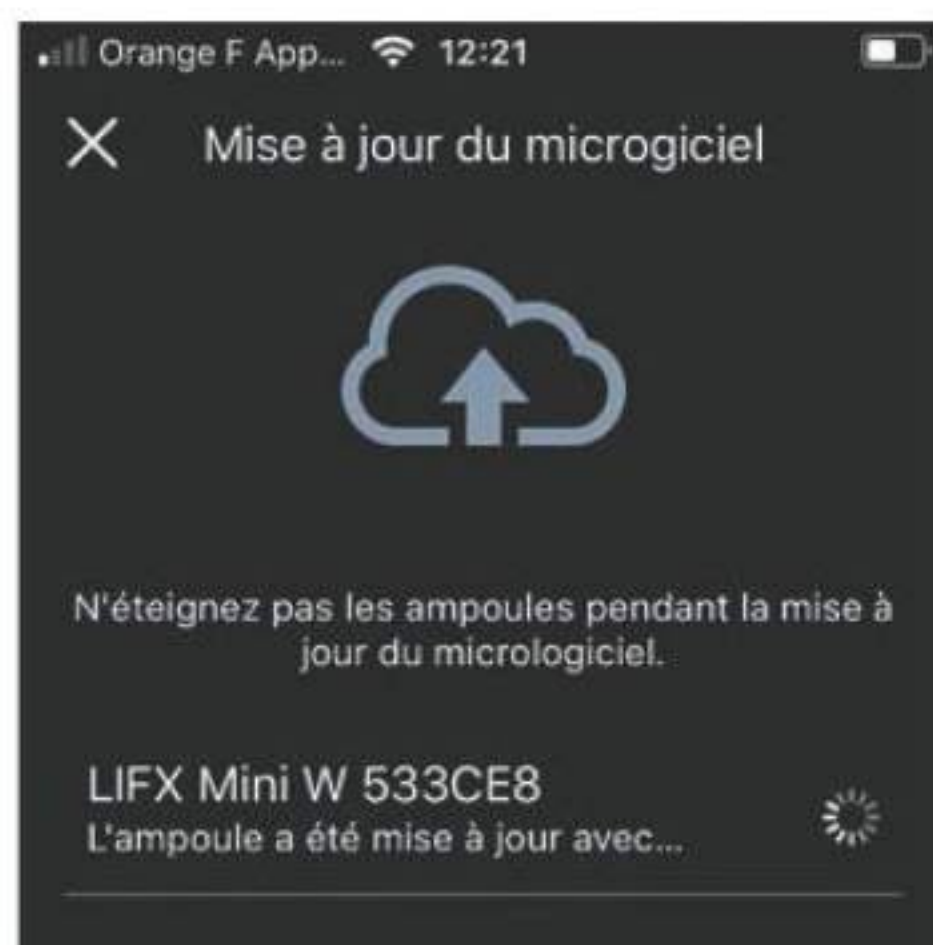 Orange F App... 12:21
Mise à jour du microgiciel
N'éteignez pas les ampoules pendant la mise à
jour du micrologiciel.
LIFX Mini W 533CE8
L'ampoule a été mise à jour avec...